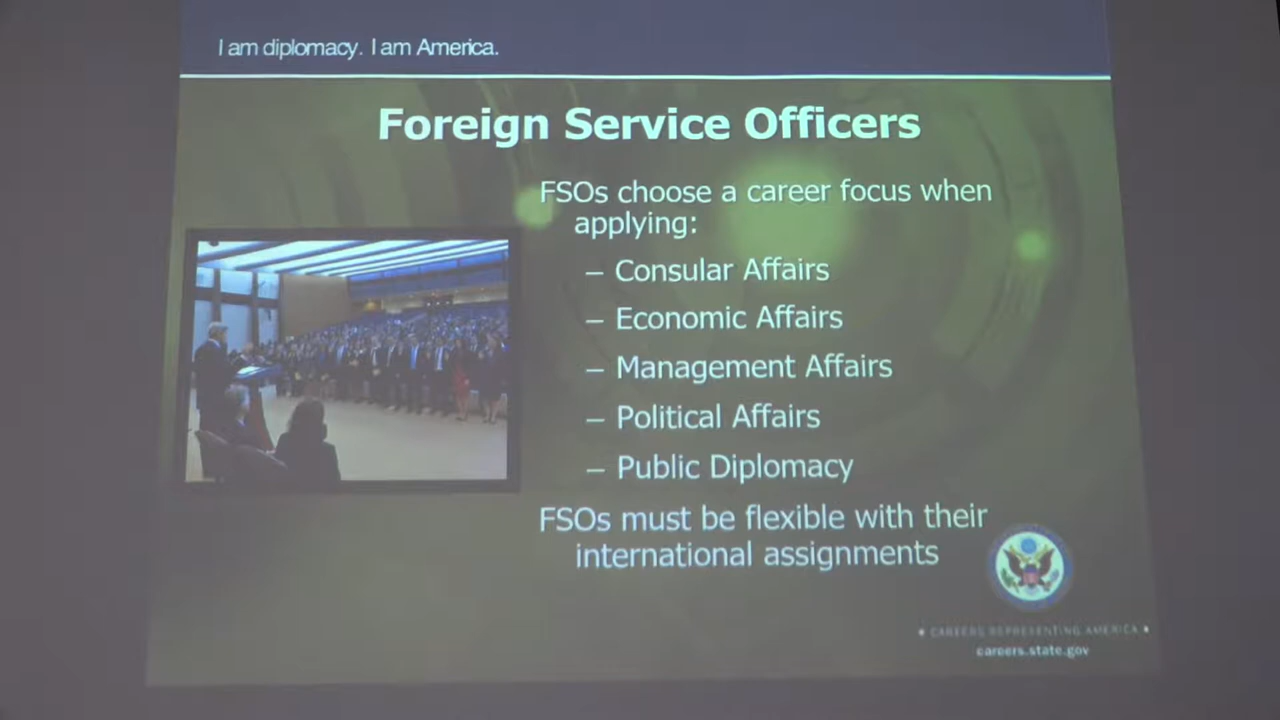 I am diplomacy. I am America.
Foreign Service Officers
FSOs choose a career focus when
applying:
– Consular Affairs
– Economic Affairs
– Management Affairs
– Political Affairs
– Public Diplomacy
FSOs must be flexible with their
international assignments
• CAREERS REPRESENTING AMERICA •
careers.state.gov